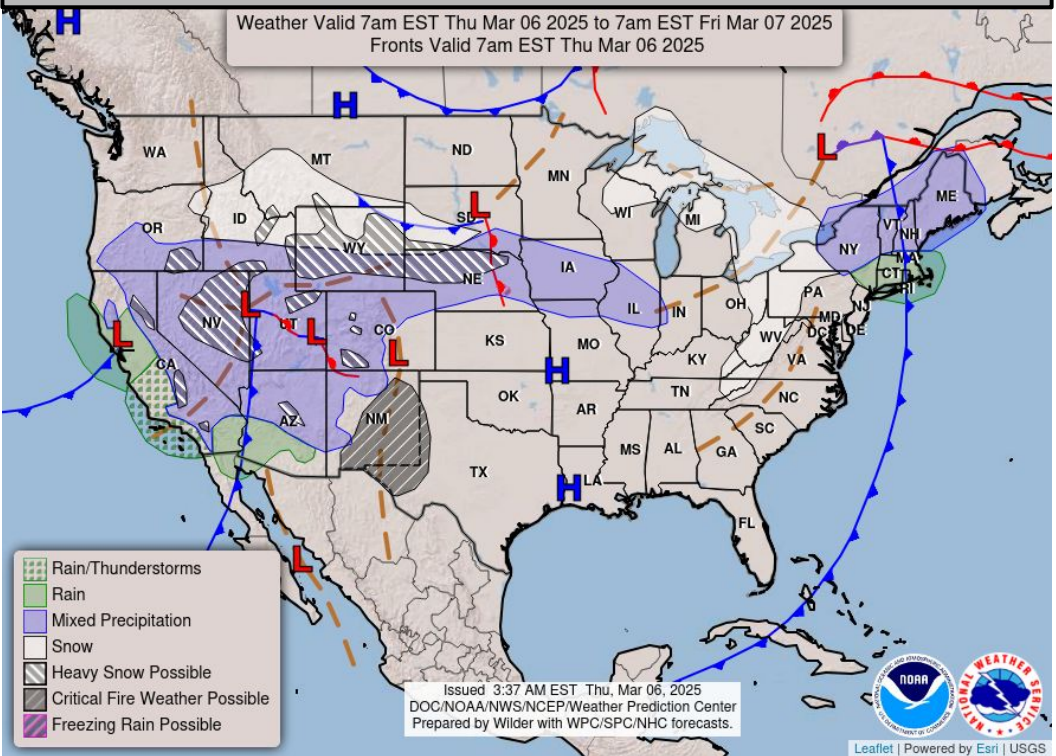 Weather Valid 7am EST Thu Mar 06 2025 to 7am EST Fri Mar 07 2025
Fronts Valid 7am EST Thu Mar 06 2025
H
H
WA
MT
ND
MN
L
ME
OR
ID
SD
L
WI
MI
VT
NH
NY
WY
MA
CT
RI
NE
IA
IL
IN
OH
PA
NJ
L
NV
L
UT
L
CO
L
CA
KS
MO
WV
MD
DC
DE
VA
KY
H
AZ
NM
OK
AR
TN
NC
SC
TX
MS
AL
GA
H
LA
FL
L
Rain/Thunderstorms
Rain
Mixed Precipitation
Snow
Heavy Snow Possible
Critical Fire Weather Possible
Freezing Rain Possible
Issued 3:37 AM EST Thu, Mar 06, 2025
DOC/NOAA/NWS/NCEP/Weather Prediction Center
Prepared by Wilder with WPC/SPC/NHC forecasts.
NOAA
NATIONAL WEATHER SERVICE
Leaflet | Powered by Esri | USGS